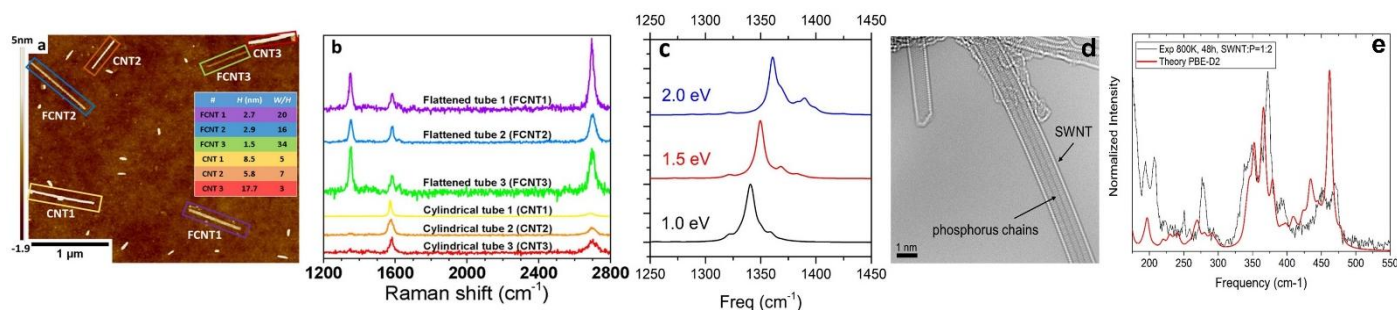 5nm
a
-1.9
1 µm
CNT2
CNT3
FCNT3
FCNT2
CNT1
FCNT1
# H (nm) W/H
FCNT 1 2.7 20
FCNT 2 2.9 16
FCNT 3 1.5 34
CNT 1 8.5 5
CNT 2 5.8 7
CNT 3 17.7 3
b
Flattened tube 1 (FCNT1)
Flattened tube 2 (FCNT2)
Flattened tube 3 (FCNT3)
Cylindrical tube 1 (CNT1)
Cylindrical tube 2 (CNT2)
Cylindrical tube 3 (CNT3)
1200 1600 2000 2400 2800
Raman shift (cm⁻¹)
1250 1300 1350 1400 1450
c
2.0 eV
1.5 eV
1.0 eV
1250 1300 1350 1400 1450
Freq (cm⁻¹)
d
SWNT
phosphorus chains
1 nm
e
Exp 800K, 48h, SWNT:P=1:2
Theory PBE-D2
Normalized Intensity
200 250 300 350 400 450 500 550
Frequency (cm-1)